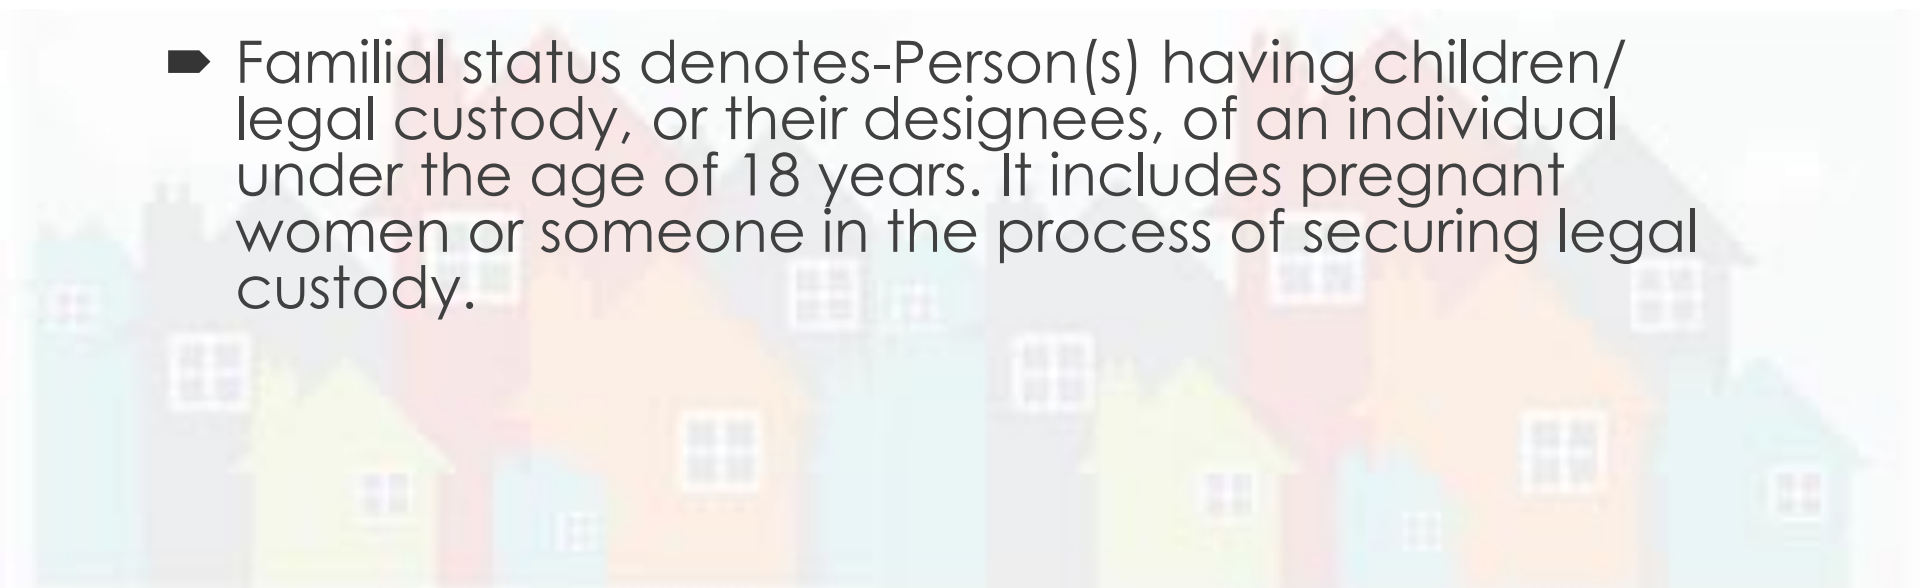 Familial status denotes-Person(s) having children/
legal custody, or their designees, of an individual
under the age of 18 years. It includes pregnant
women or someone in the process of securing legal
custody.